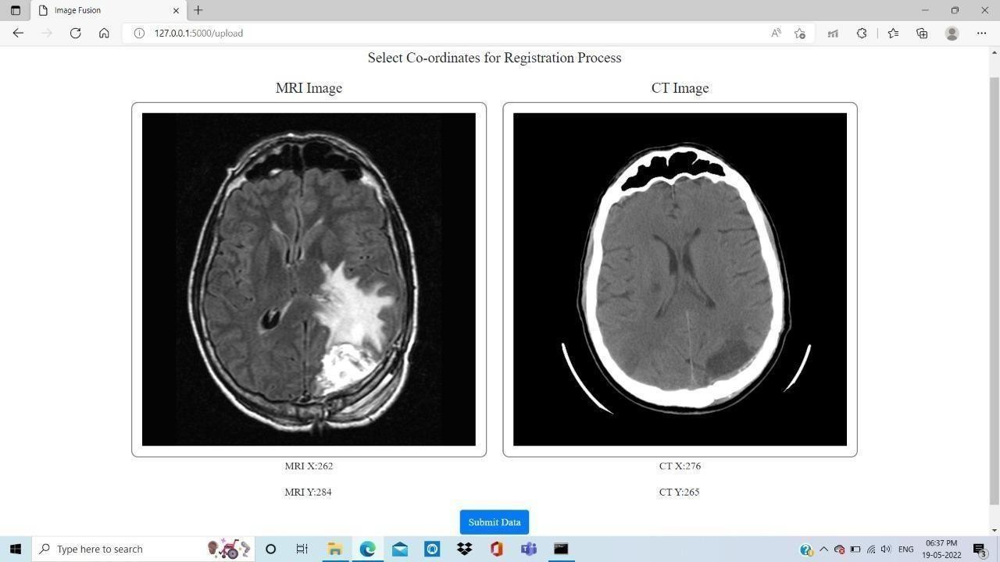 Image Fusion
127.0.0.1:5000/upload
Select Co-ordinates for Registration Process
MRI Image
CT Image
MRI X:262
CT X:276
MRI Y:284
CT Y:265
Submit Data
Type here to search
ENG
06:37 PM
19-05-2022
3